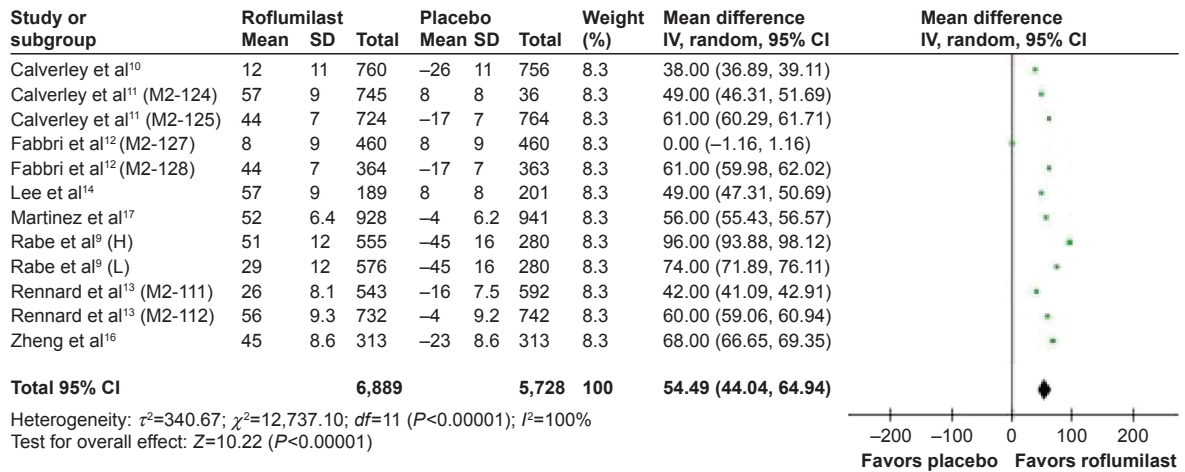 Study or subgroup Roflumilast Placebo Weight (%) Mean difference IV, random, 95% CI Mean difference IV, random, 95% CI
Mean SD Total Mean SD Total
Calverley et al¹⁰ 12 11 760 –26 11 756 8.3 38.00 (36.89, 39.11)
Calverley et al¹¹ (M2-124) 57 9 745 8 8 36 8.3 49.00 (46.31, 51.69)
Calverley et al¹¹ (M2-125) 44 7 724 –17 7 764 8.3 61.00 (60.29, 61.71)
Fabbri et al¹² (M2-127) 8 9 460 8 9 460 8.3 0.00 (–1.16, 1.16)
Fabbri et al¹² (M2-128) 44 7 364 –17 7 363 8.3 61.00 (59.98, 62.02)
Lee et al¹⁴ 57 9 189 8 8 201 8.3 49.00 (47.31, 50.69)
Martinez et al¹⁷ 52 6.4 928 –4 6.2 941 8.3 56.00 (55.43, 56.57)
Rabe et al⁹ (H) 51 12 555 –45 16 280 8.3 96.00 (93.88, 98.12)
Rabe et al⁹ (L) 29 12 576 –45 16 280 8.3 74.00 (71.89, 76.11)
Rennard et al¹³ (M2-111) 26 8.1 543 –16 7.5 592 8.3 42.00 (41.09, 42.91)
Rennard et al¹³ (M2-112) 56 9.3 732 –4 9.2 742 8.3 60.00 (59.06, 60.94)
Zheng et al¹⁶ 45 8.6 313 –23 8.6 313 8.3 68.00 (66.65, 69.35)
Total 95% CI 6,889 5,728 100 54.49 (44.04, 64.94)
Heterogeneity: τ²=340.67; χ²=12,737.10; df=11 (P<0.00001); I²=100%
Test for overall effect: Z=10.22 (P<0.00001)
–200 –100 0 100 200
Favors placebo Favors roflumilast